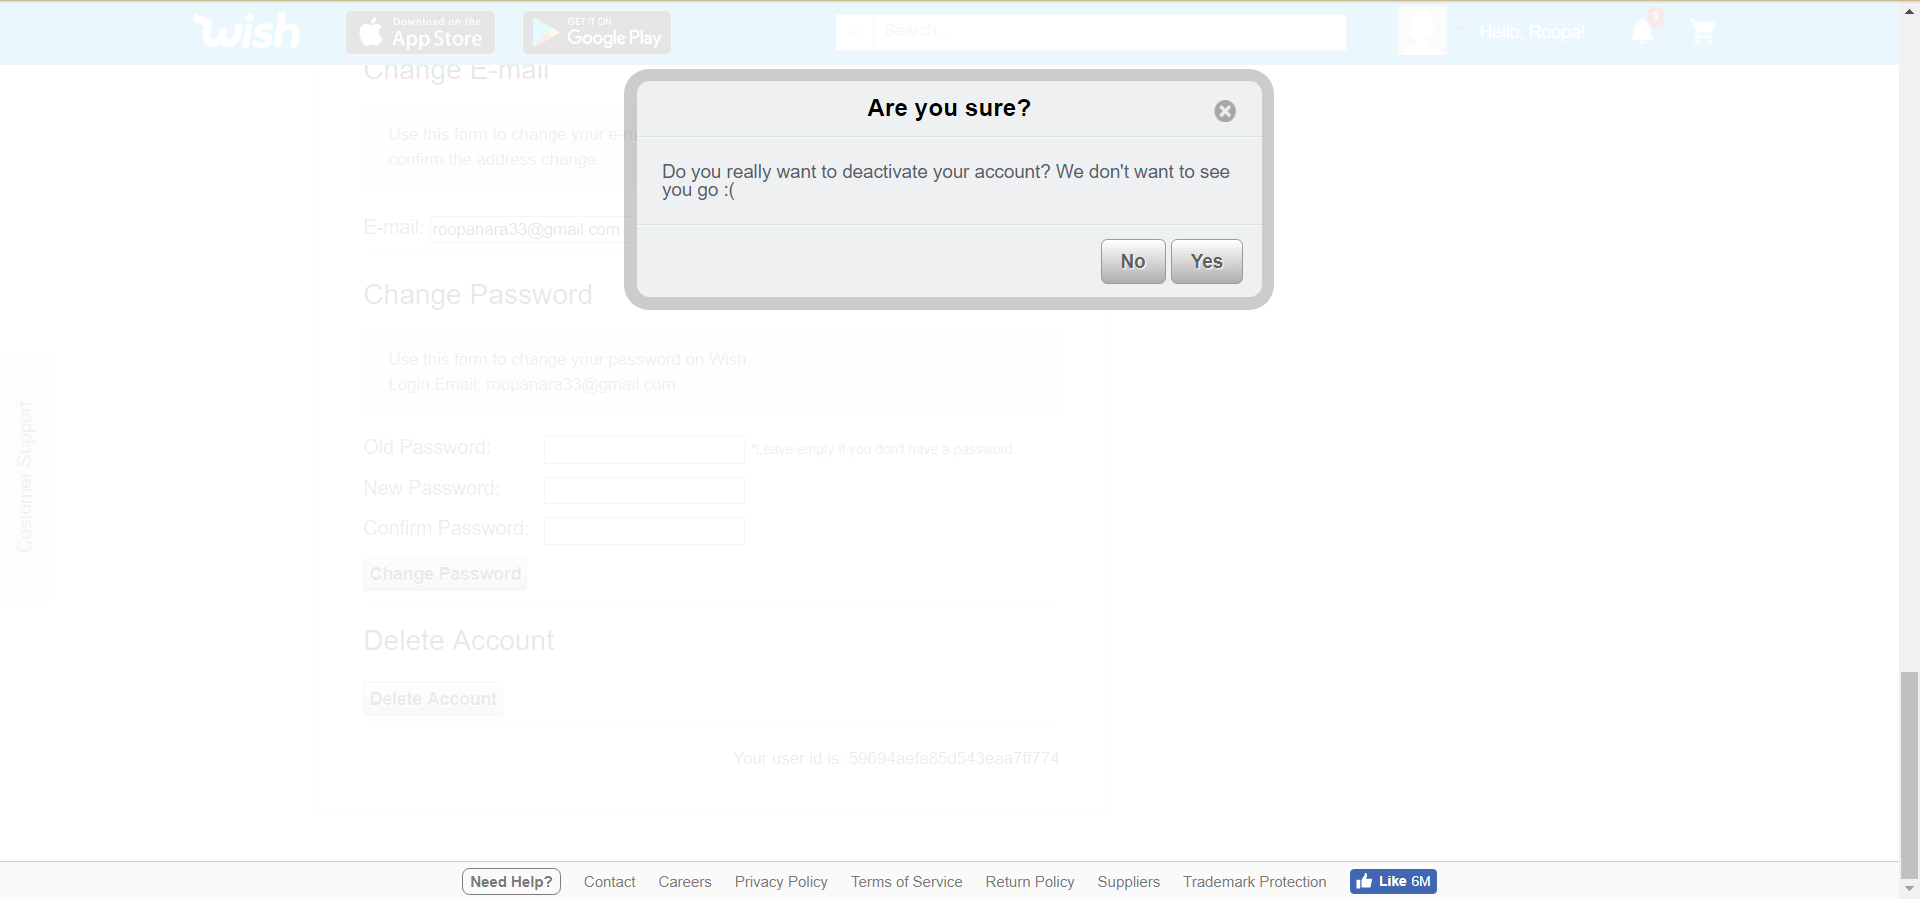 wish
Download on the
App Store
GET IT ON
Google Play
Search...
Hello, Roopa!
1
Change E-mail
Use this form to change your e-m
confirm the address change.
E-mail: roopanara33@gmail.com
Are you sure?
Do you really want to deactivate your account? We don't want to see
you go :(
No Yes
Change Password
Use this form to change your password on Wish.
Login Email: roopanara33@gmail.com
Old Password: *Leave empty if you don't have a password
New Password:
Confirm Password:
Change Password
Customer Support
Delete Account
Delete Account
Your user id is: 59694aefa85d543eaa7ff774
Need Help? Contact Careers Privacy Policy Terms of Service Return Policy Suppliers Trademark Protection Like 6M